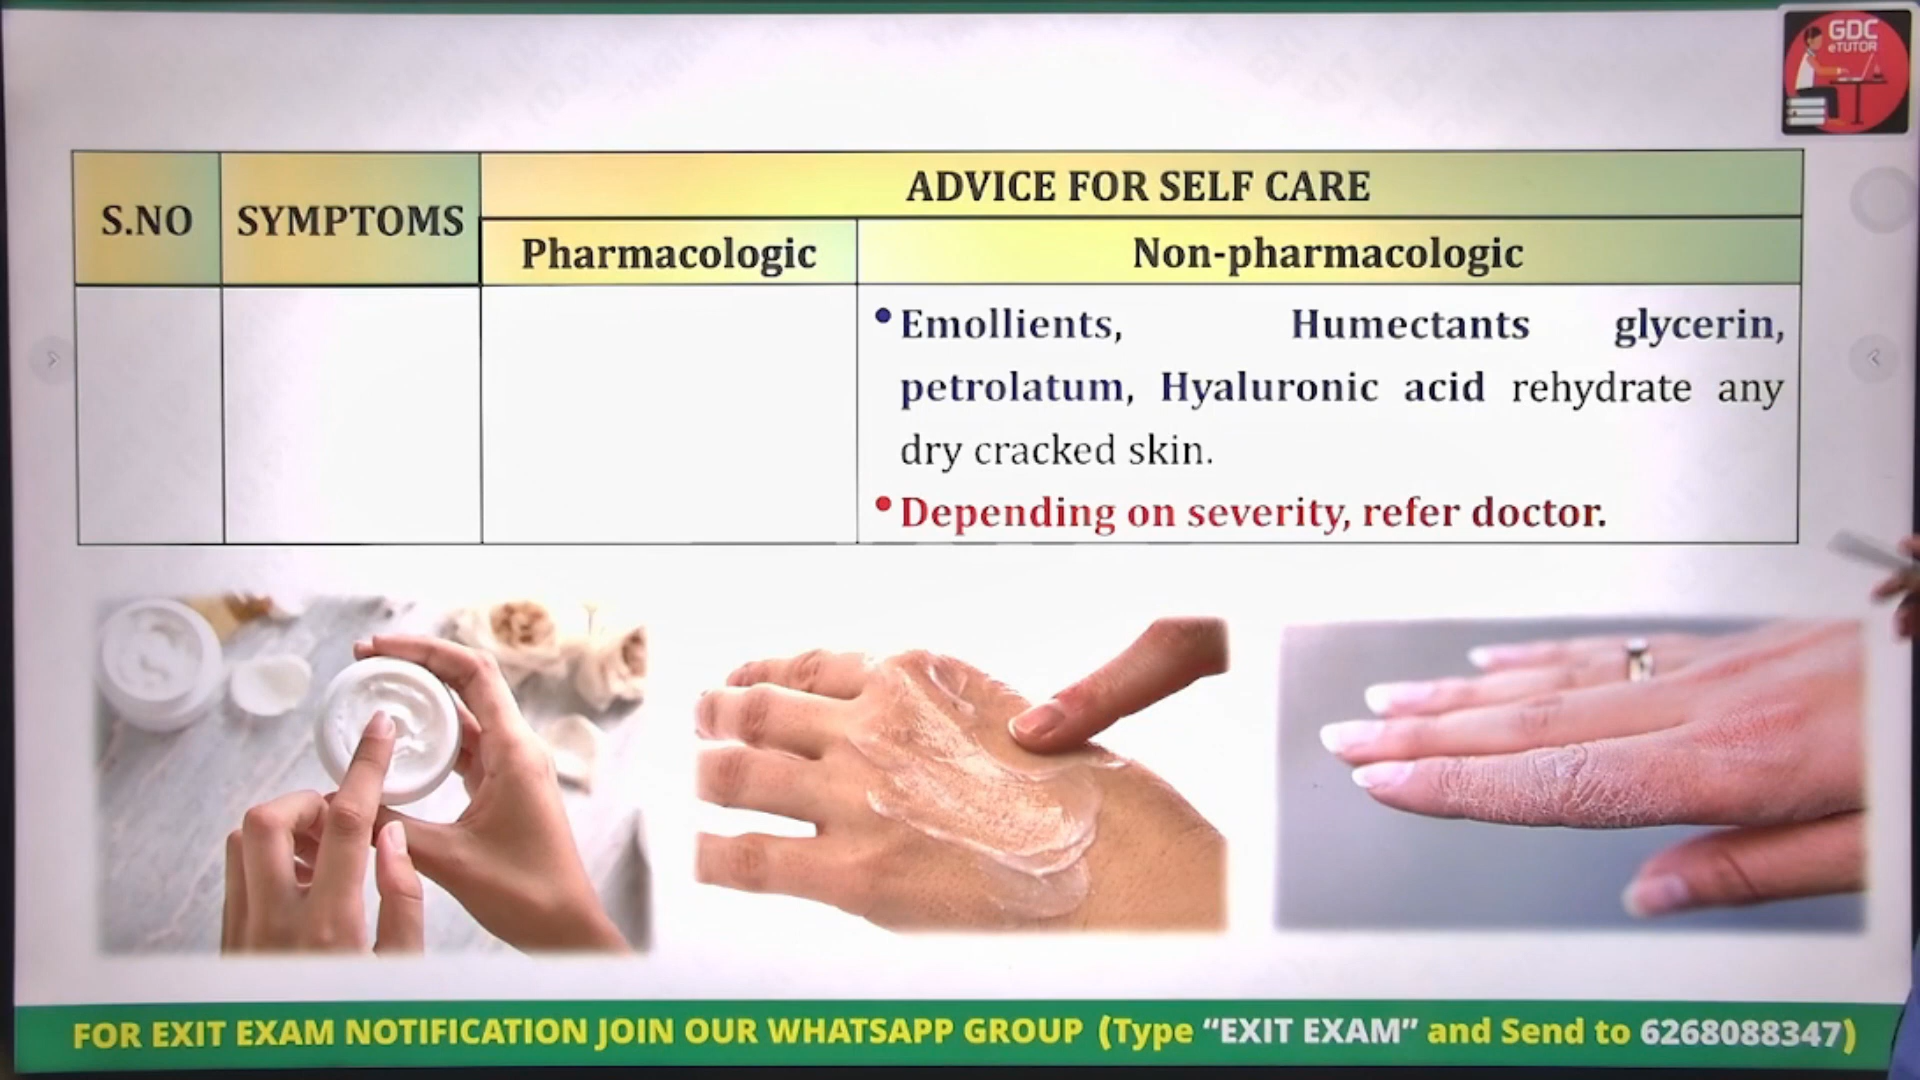 GDC
eTUTOR
S.NO
SYMPTOMS
ADVICE FOR SELF CARE
Pharmacologic
Non-pharmacologic
•Emollients, Humectants glycerin,
petrolatum, Hyaluronic acid rehydrate any
dry cracked skin.
•Depending on severity, refer doctor.
FOR EXIT EXAM NOTIFICATION JOIN OUR WHATSAPP GROUP (Type “EXIT EXAM” and Send to 6268088347)